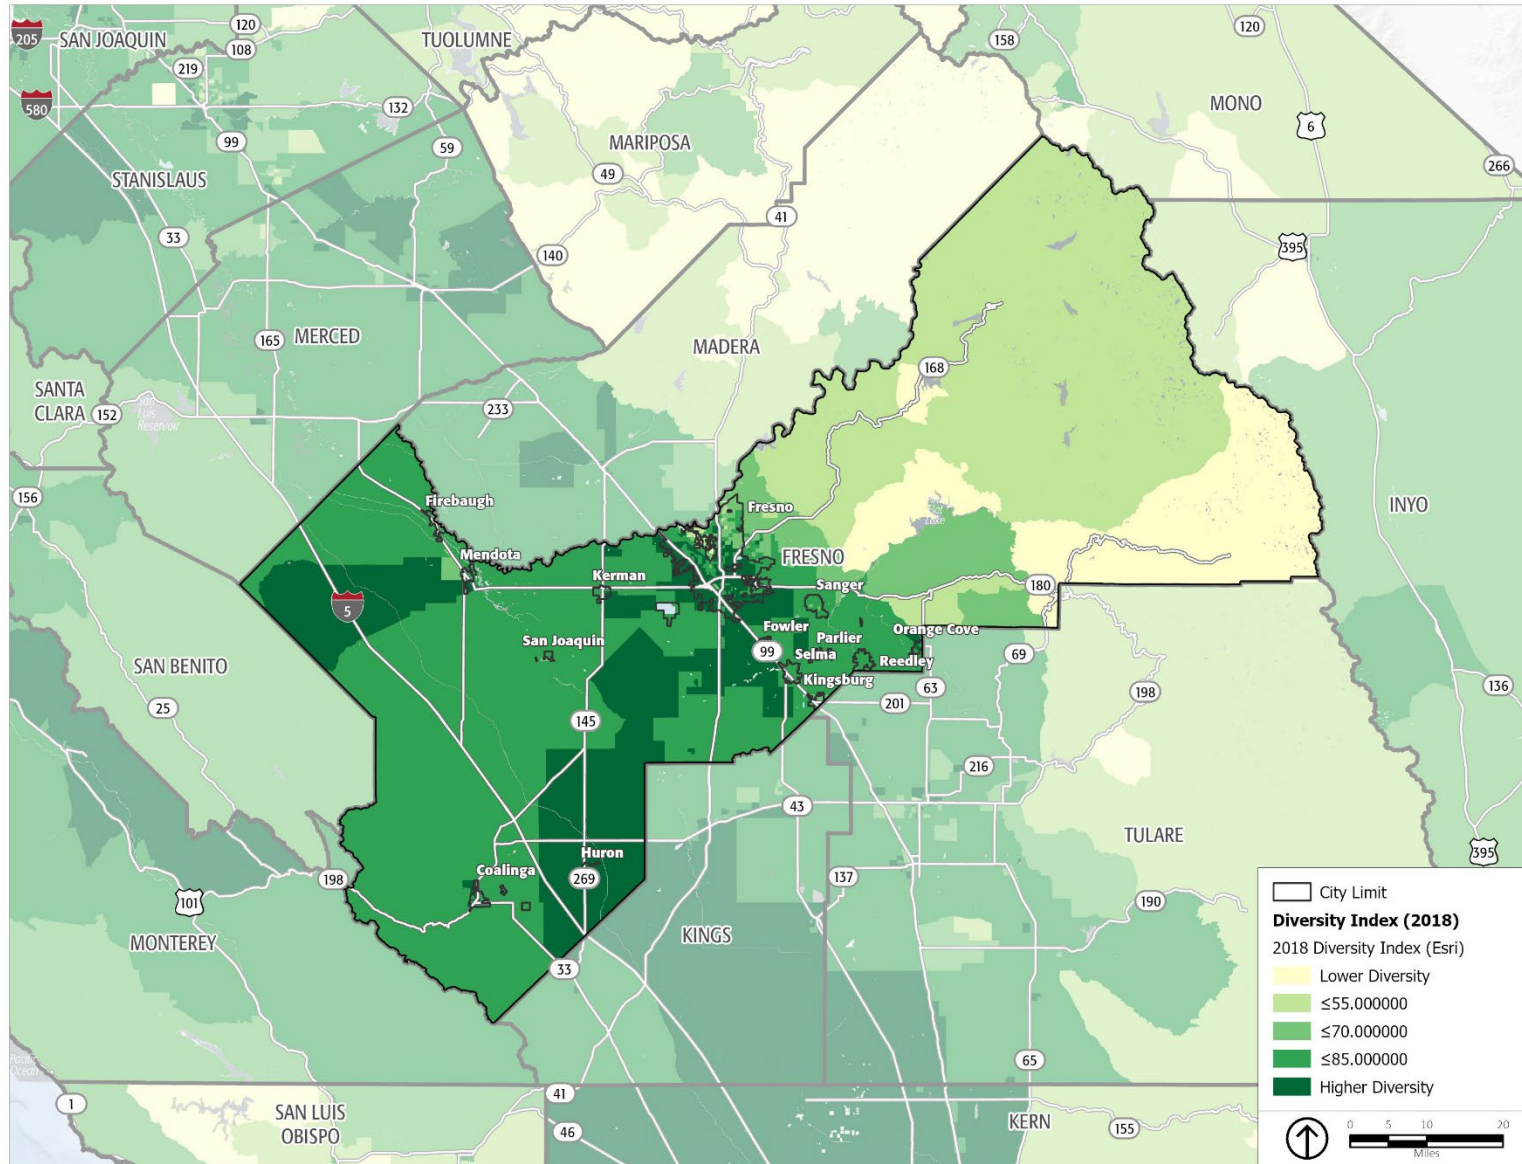 205
SAN JOAQUIN
120
108
TUOLUMNE
158
120
219
580
132
MONO
6
99
59
MARIPOSA
266
STANISLAUS
49
41
33
395
140
165
MERCED
MADERA
168
SANTA
CLARA
152
San
Luis
Reservoir
233
156
Firebaugh
Fresno
INYO
Mendota
FRESNO
Kerman
Sanger
180
5
Fowler
Orange Cove
San Joaquin
Parlier
99
Selma
Reedley
69
SAN BENITO
Kingsburg
63
198
136
25
201
145
216
43
TULARE
Huron
395
Coalinga
198
269
137
101
190
MONTEREY
KINGS
33
65
Pacific
Ocean
41
1
SAN LUIS
OBISPO
46
KERN
155
City Limit
Diversity Index (2018)
2018 Diversity Index (Esri)
Lower Diversity
≤55.000000
≤70.000000
≤85.000000
Higher Diversity
0 5 10 20
Miles